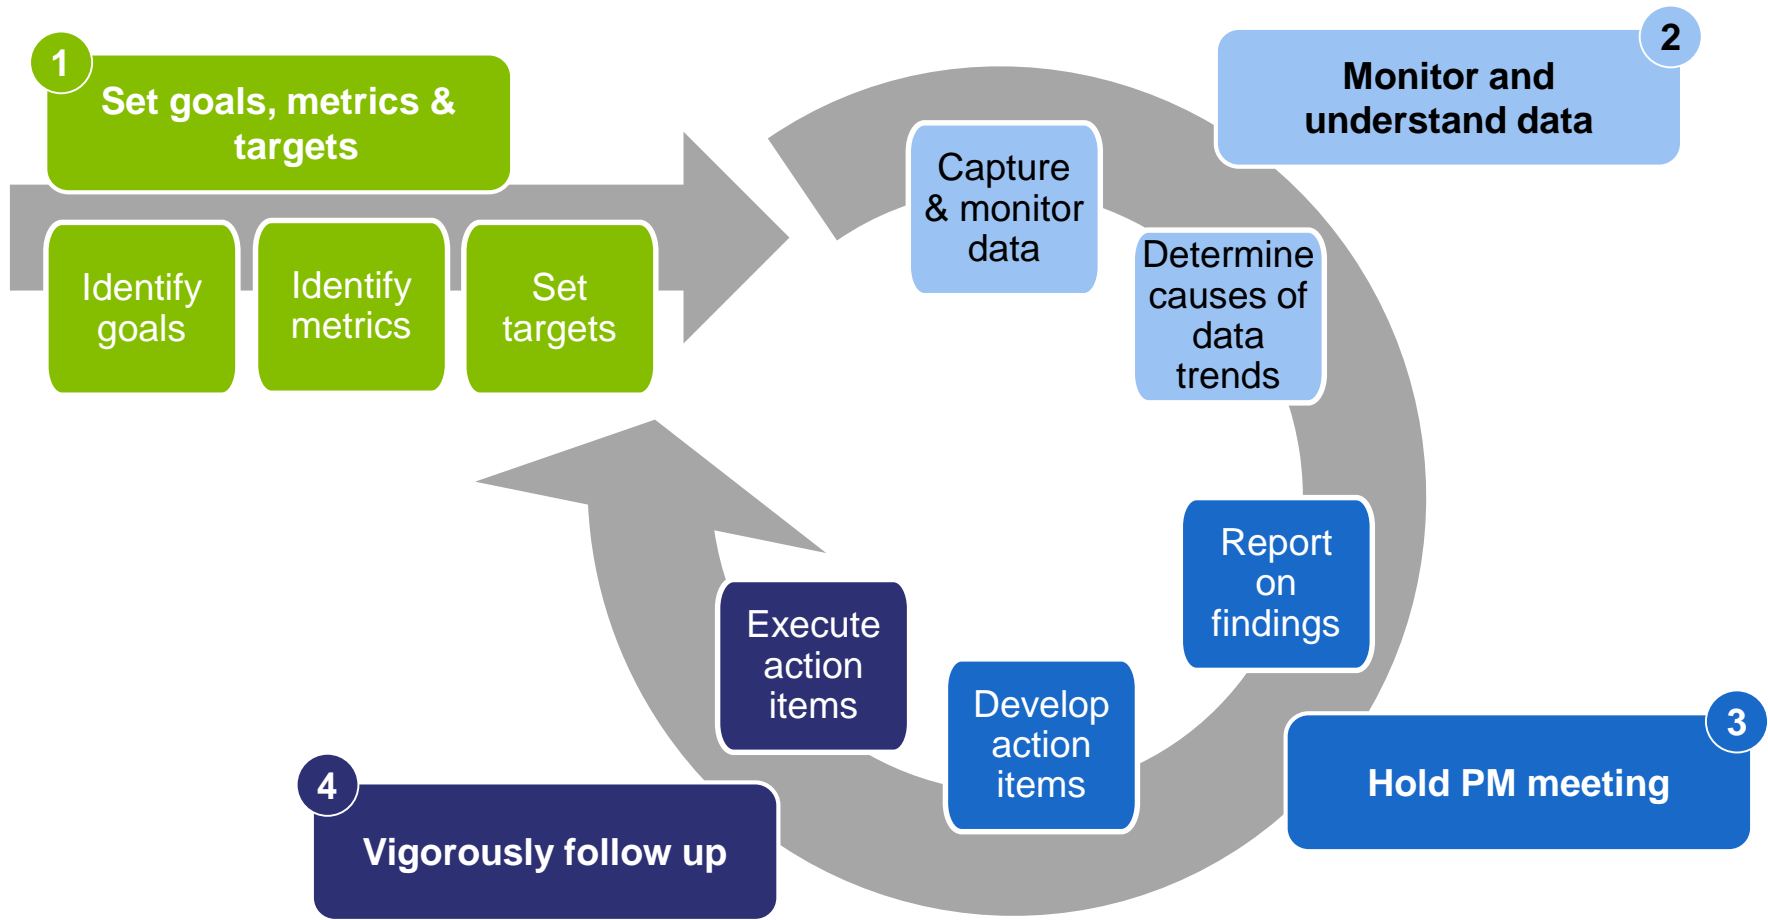 1
Set goals, metrics &
targets
Identify
goals
Identify
metrics
Set
targets
2
Monitor and
understand data
Capture
& monitor
data
Determine
causes of
data
trends
3
Hold PM meeting
Report
on
findings
Develop
action
items
4
Vigorously follow up
Execute
action
items